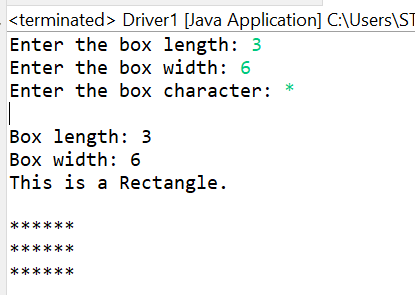 <terminated> Driver1 [Java Application] C:\Users\ST
Enter the box length: 3
Enter the box width: 6
Enter the box character: *
Box length: 3
Box width: 6
This is a Rectangle.
******
******
******